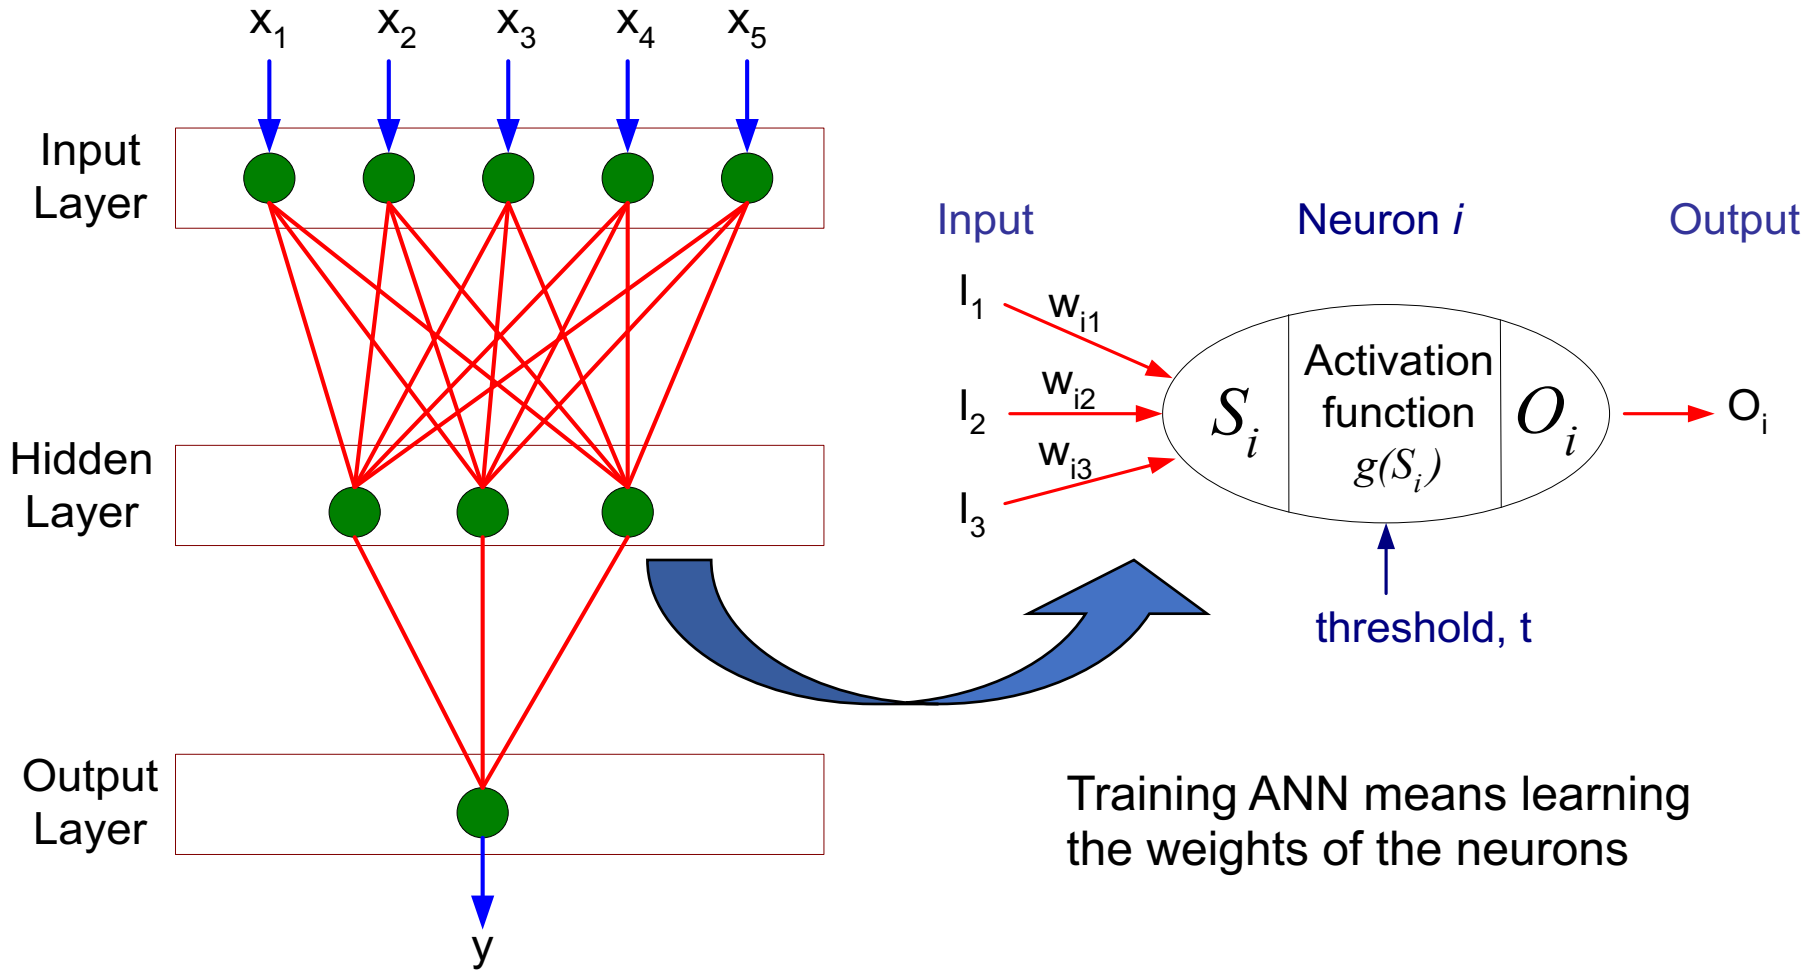 x1 x2 x3 x4 x5
Input
Layer
Hidden
Layer
Output
Layer
y
Input Neuron i Output
I1 wi1
I2 wi2
I3 wi3
Si
Activation
function
g(Si)
Oi
Oi
threshold, t
Training ANN means learning
the weights of the neurons